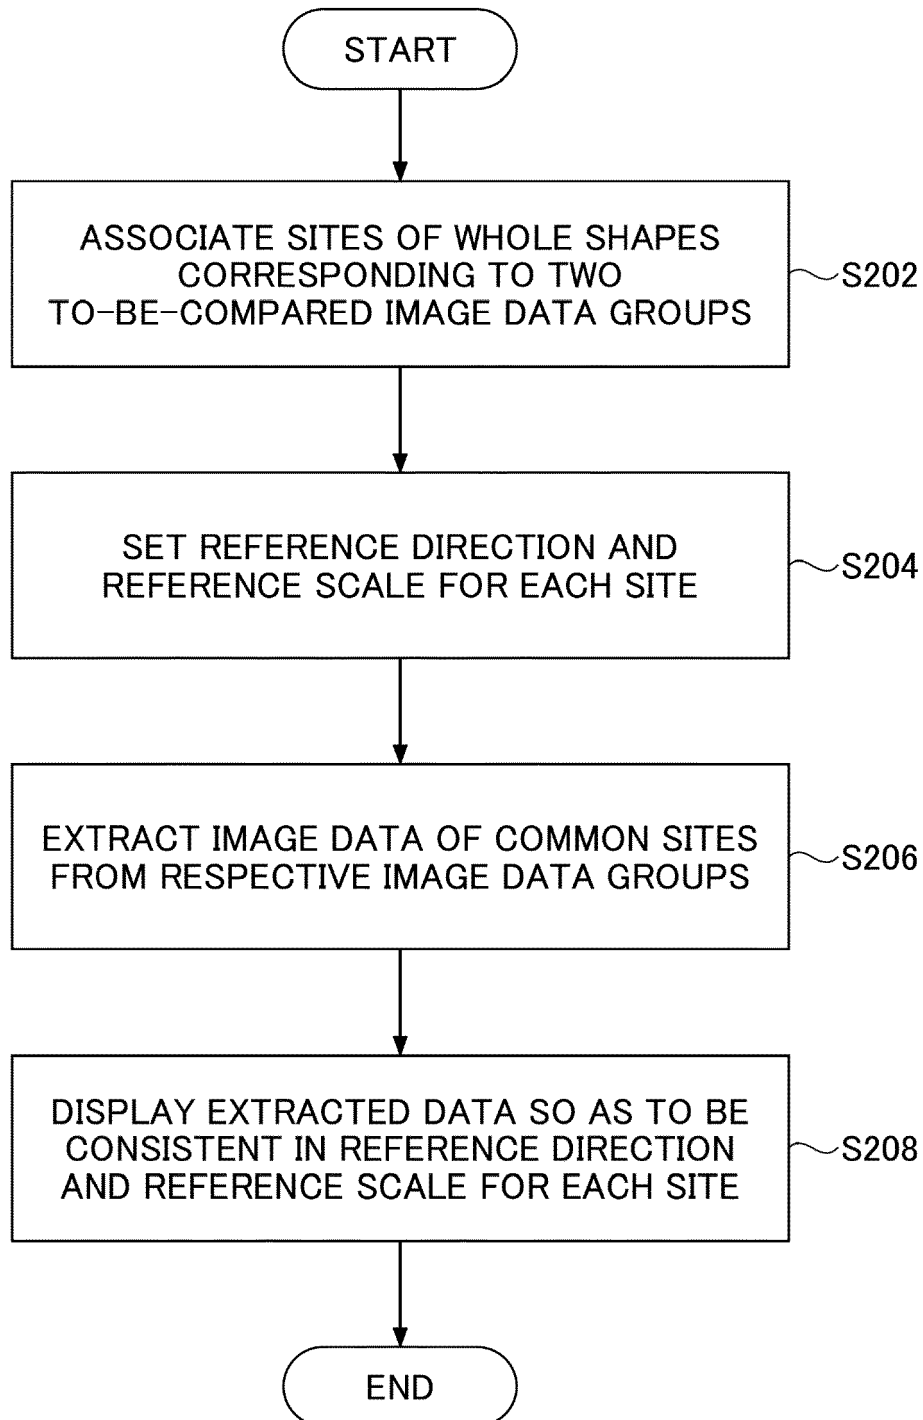 START
ASSOCIATE SITES OF WHOLE SHAPES
CORRESPONDING TO TWO
TO-BE-COMPARED IMAGE DATA GROUPS
S202
SET REFERENCE DIRECTION AND
REFERENCE SCALE FOR EACH SITE
S204
EXTRACT IMAGE DATA OF COMMON SITES
FROM RESPECTIVE IMAGE DATA GROUPS
S206
DISPLAY EXTRACTED DATA SO AS TO BE
CONSISTENT IN REFERENCE DIRECTION
AND REFERENCE SCALE FOR EACH SITE
S208
END